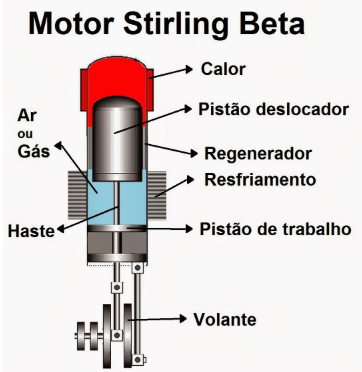 Motor Stirling Beta
Calor
Pistão deslocador
Ar
ou
Gás
Regenerador
Resfriamento
Haste
Pistão de trabalho
Volante